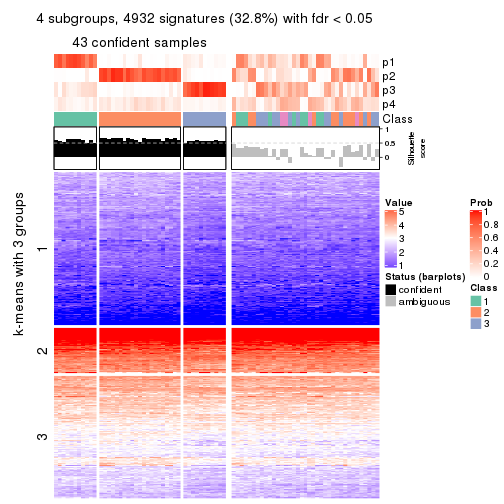 4 subgroups, 4932 signatures (32.8%) with fdr < 0.05
43 confident samples
p1
p2
p3
p4
Class
1
0.5
0
Silhouette
score
k-means with 3 groups
1
2
3
Value
5
4
3
2
1
Status (barplots)
confident
ambiguous
Prob
1
0.8
0.6
0.4
0.2
0
Class
1
2
3